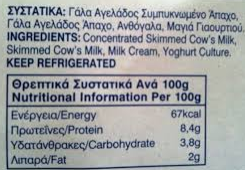 ΣΥΣΤΑΤΙΚΑ: Γάλα Αγελάδος Συμπυκνωμένο Άπαχο,
Γάλα Αγελάδος Άπαχο, Ανθόγαλα, Μαγιά Γιαουρτιού.
INGREDIENTS: Concentrated Skimmed Cow's Milk,
Skimmed Cow's Milk, Milk Cream, Yoghurt Culture.
KEEP REFRIGERATED
Θρεπτικά Συστατικά Ανά 100g
Nutritional Information Per 100g
Ενέργεια/Energy 67kcal
Πρωτεΐνες/Protein 8,4g
Υδατάνθρακες/Carbohydrate 3,8g
Λιπαρά/Fat 2g